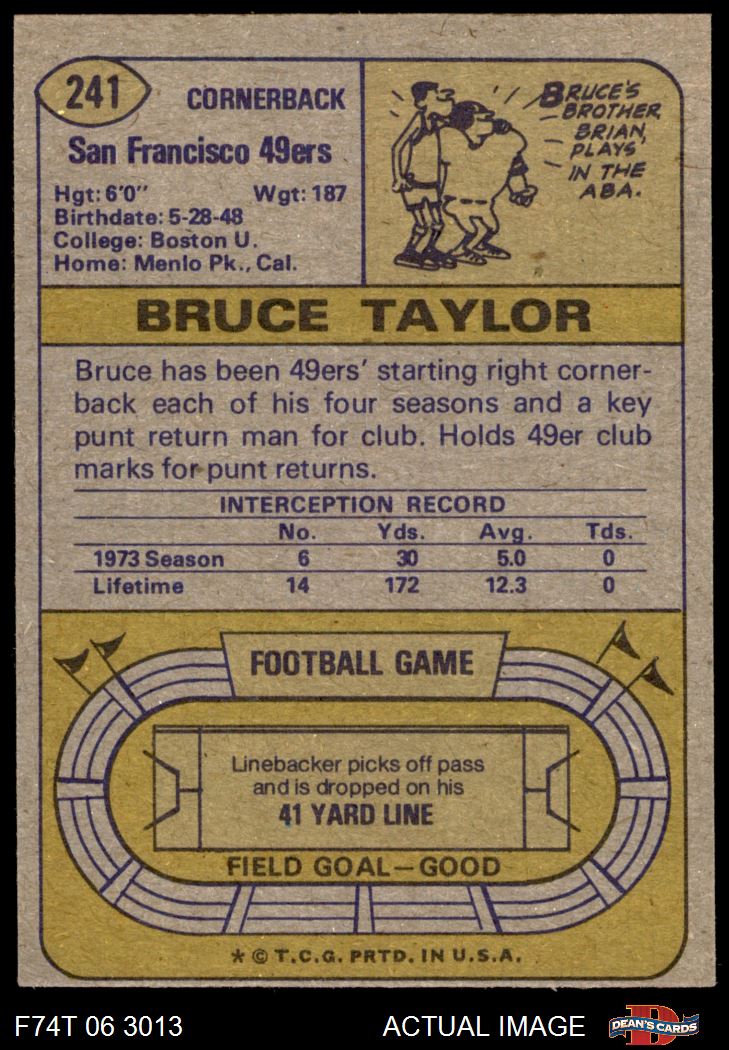 241
CORNERBACK
San Francisco 49ers
Hgt: 6'0" Wgt: 187
Birthdate: 5-28-48
College: Boston U.
Home: Menlo Pk., Cal.
BRUCE'S
BROTHER,
BRIAN,
PLAYS
IN THE
ABA.
BRUCE TAYLOR
Bruce has been 49ers' starting right corner-
back each of his four seasons and a key
punt return man for club. Holds 49er club
marks for punt returns.
INTERCEPTION RECORD
No. Yds. Avg. Tds.
1973 Season 6 30 5.0 0
Lifetime 14 172 12.3 0
FOOTBALL GAME
Linebacker picks off pass
and is dropped on his
41 YARD LINE
FIELD GOAL—GOOD
* © T.C.G. PRTD. IN U.S.A.
F74T 06 3013 ACTUAL IMAGE
DEAN'S CARDS